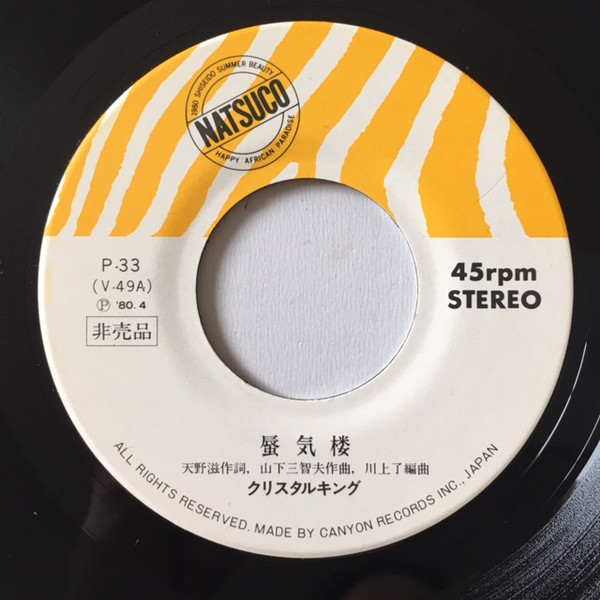 1980 SHISEIDO SUMMER BEAUTY
NATSUCO
HAPPY AFRICAN PARADISE
P-33
(V-49A)
Ⓟ '80.4
非売品
45rpm
STEREO
蜃気楼
天野滋作詞, 山下三智夫作曲, 川上了編曲
クリスタルキング
ALL RIGHTS RESERVED. MADE BY CANYON RECORDS INC., JAPAN